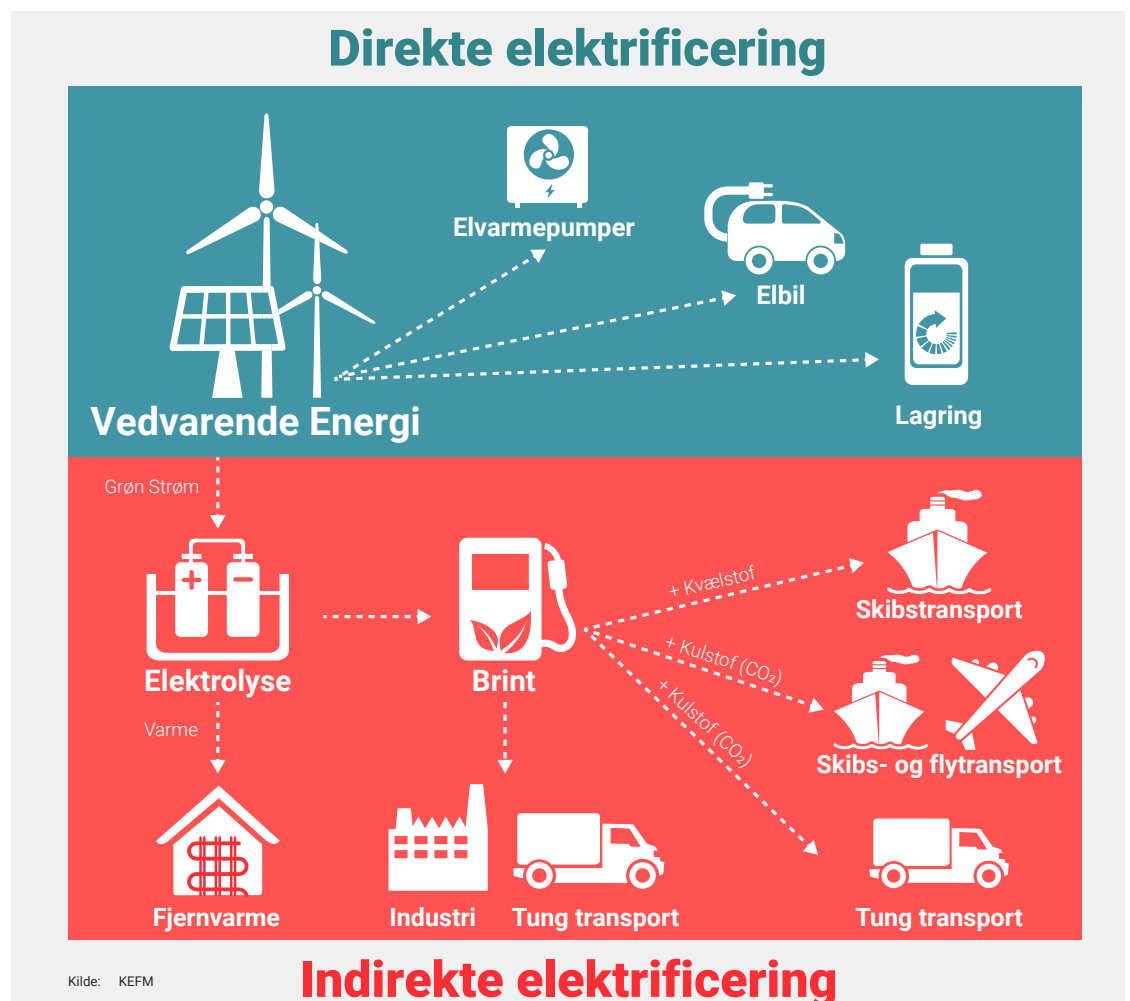 Direkte elektrificering
Elvarmepumper
Elbil
Lagring
Vedvarende Energi
Grøn Strøm
+ -
Elektrolyse
Brint
+ Kvælstof
Skibstransport
+ Kulstof (CO₂)
Skibs- og flytransport
+ Kulstof (CO₂)
Varme
Fjernvarme
Industri
Tung transport
Tung transport
Kilde: KEFM
Indirekte elektrificering